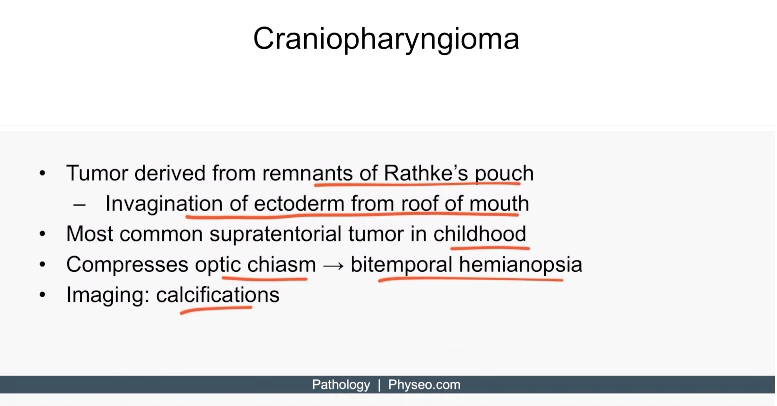 Craniopharyngioma
• Tumor derived from remnants of Rathke's pouch
– Invagination of ectoderm from roof of mouth
• Most common supratentorial tumor in childhood
• Compresses optic chiasm → bitemporal hemianopsia
• Imaging: calcifications
Pathology | Physeo.com